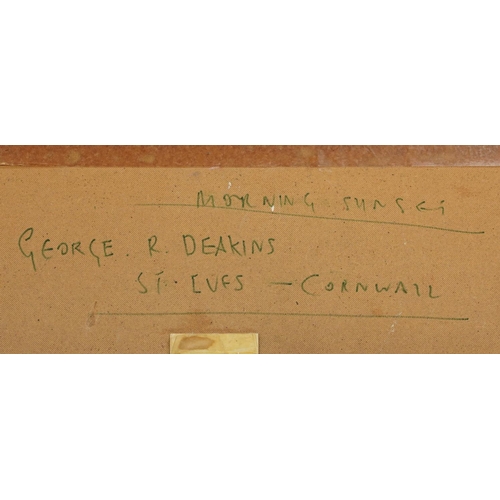 MORNING SUNSET
GEORGE. R. DEAKINS
ST. IVES — CORNWALL